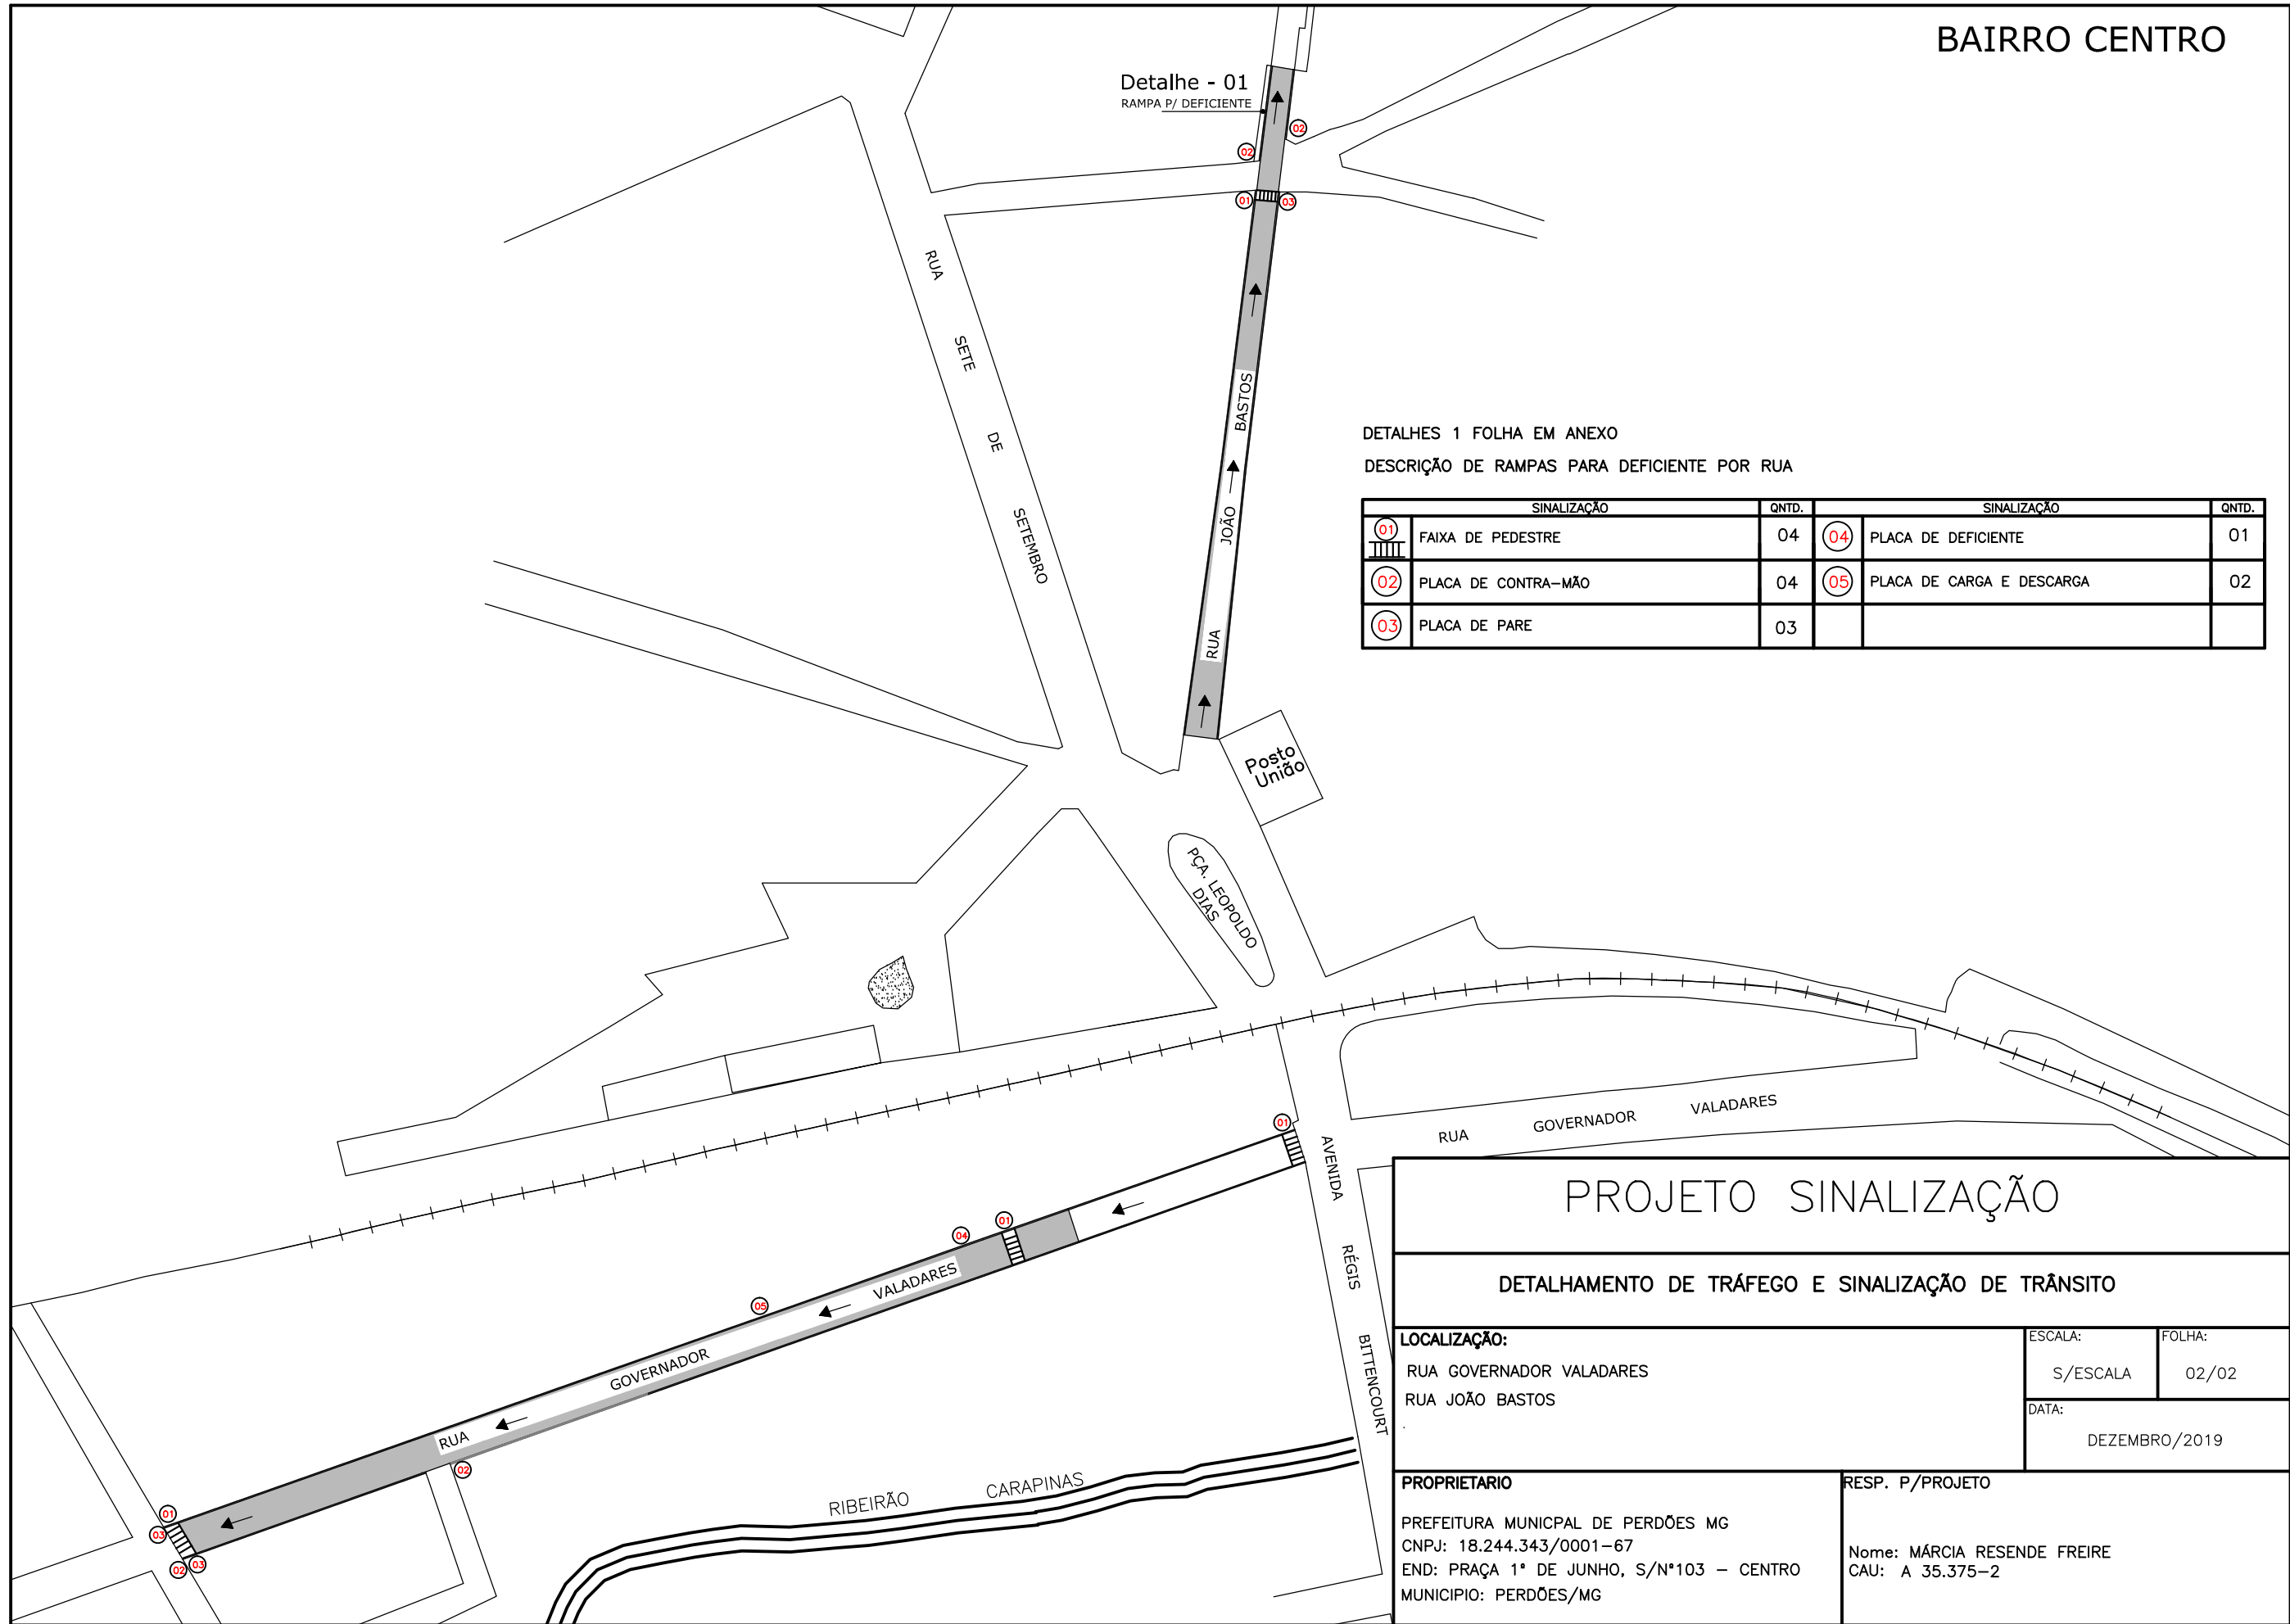 BAIRRO CENTRO
Detalhe - 01
RAMPA P/ DEFICIENTE
02
02
01
03
RUA SETE DE SETEMBRO
RUA JOÃO BASTOS
DETALHES 1 FOLHA EM ANEXO
DESCRIÇÃO DE RAMPAS PARA DEFICIENTE POR RUA
SINALIZAÇÃO QNTD. SINALIZAÇÃO QNTD.
01 FAIXA DE PEDESTRE 04 04 PLACA DE DEFICIENTE 01
02 PLACA DE CONTRA-MÃO 04 05 PLACA DE CARGA E DESCARGA 02
03 PLACA DE PARE 03
Posto
União
PÇA. LEOPOLDO
DIAS
RUA GOVERNADOR VALADARES
01
AVENIDA RÉGIS BITTENCOURT
01
04
05
RUA GOVERNADOR VALADARES
02
01
03
03
02
RIBEIRÃO CARAPINAS
PROJETO SINALIZAÇÃO
DETALHAMENTO DE TRÁFEGO E SINALIZAÇÃO DE TRÂNSITO
LOCALIZAÇÃO:
RUA GOVERNADOR VALADARES
RUA JOÃO BASTOS
.
ESCALA:
S/ESCALA
FOLHA:
02/02
DATA:
DEZEMBRO/2019
PROPRIETARIO
PREFEITURA MUNICPAL DE PERDÕES MG
CNPJ: 18.244.343/0001-67
END: PRAÇA 1° DE JUNHO, S/N°103 - CENTRO
MUNICIPIO: PERDÕES/MG
RESP. P/PROJETO
Nome: MÁRCIA RESENDE FREIRE
CAU: A 35.375-2